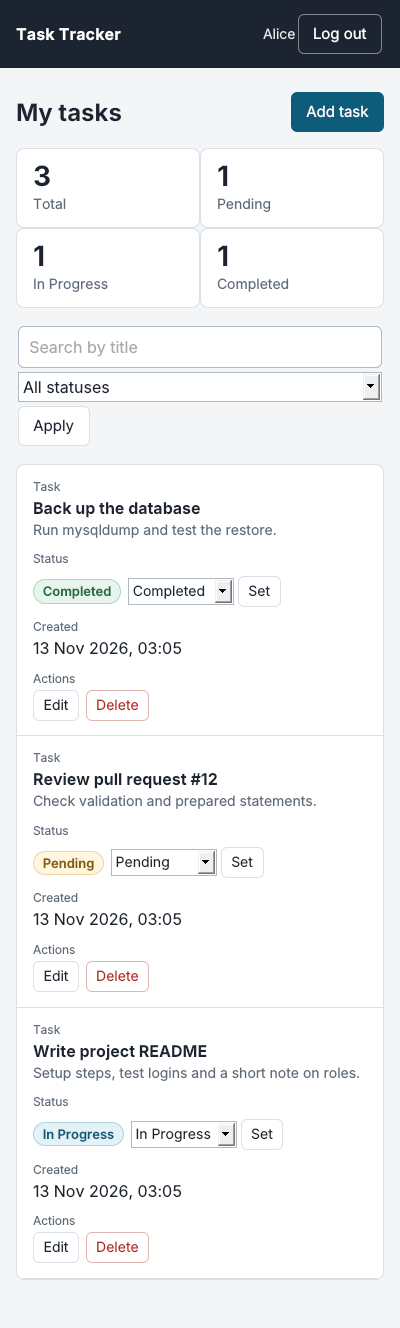 Task Tracker Alice Log out
My tasks Add task
3 1
Total Pending
1 1
In Progress Completed
Search by title
All statuses
Apply
Task
Back up the database
Run mysqldump and test the restore.
Status
Completed Completed Set
Created
13 Nov 2026, 03:05
Actions
Edit Delete
Task
Review pull request #12
Check validation and prepared statements.
Status
Pending Pending Set
Created
13 Nov 2026, 03:05
Actions
Edit Delete
Task
Write project README
Setup steps, test logins and a short note on roles.
Status
In Progress In Progress Set
Created
13 Nov 2026, 03:05
Actions
Edit Delete